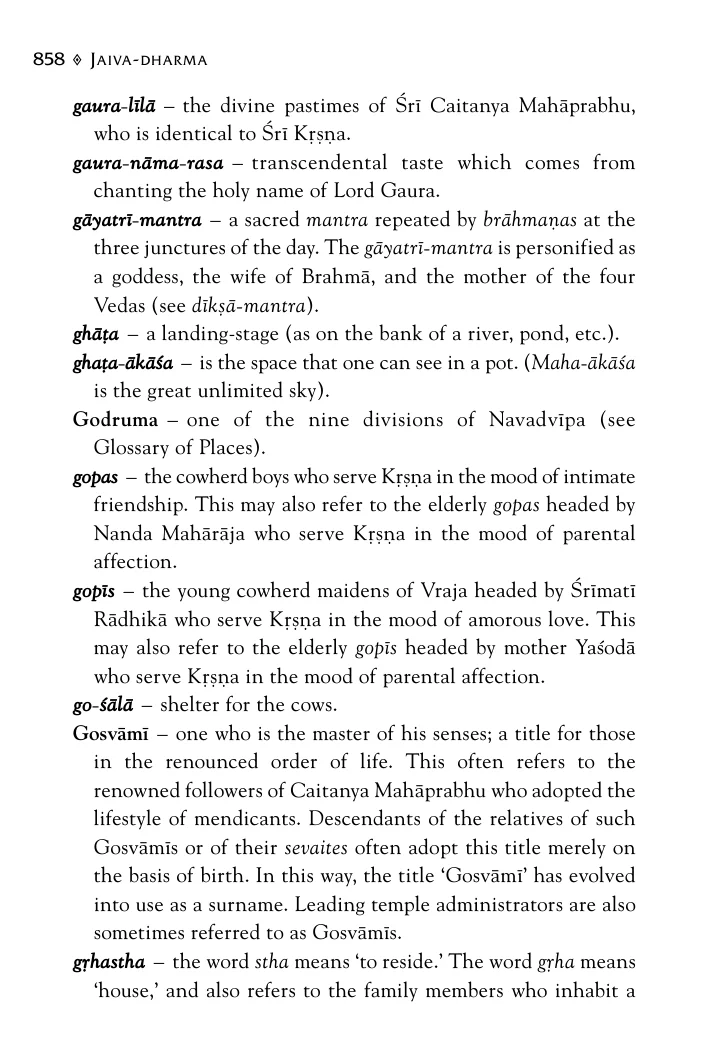 858 ◊ JAIVA-DHARMA
gaura-līlā – the divine pastimes of Śrī Caitanya Mahāprabhu,
who is identical to Śrī Kṛṣṇa.
gaura-nāma-rasa – transcendental taste which comes from
chanting the holy name of Lord Gaura.
gāyatrī-mantra – a sacred mantra repeated by brāhmaṇas at the
three junctures of the day. The gāyatrī-mantra is personified as
a goddess, the wife of Brahmā, and the mother of the four
Vedas (see dīkṣā-mantra).
ghāṭa – a landing-stage (as on the bank of a river, pond, etc.).
ghaṭa-ākāśa – is the space that one can see in a pot. (Maha-ākāśa
is the great unlimited sky).
Godruma – one of the nine divisions of Navadvīpa (see
Glossary of Places).
gopas – the cowherd boys who serve Kṛṣṇa in the mood of intimate
friendship. This may also refer to the elderly gopas headed by
Nanda Mahārāja who serve Kṛṣṇa in the mood of parental
affection.
gopīs – the young cowherd maidens of Vraja headed by Śrīmatī
Rādhikā who serve Kṛṣṇa in the mood of amorous love. This
may also refer to the elderly gopīs headed by mother Yaśodā
who serve Kṛṣṇa in the mood of parental affection.
go-śālā – shelter for the cows.
Gosvāmī – one who is the master of his senses; a title for those
in the renounced order of life. This often refers to the
renowned followers of Caitanya Mahāprabhu who adopted the
lifestyle of mendicants. Descendants of the relatives of such
Gosvāmīs or of their sevaites often adopt this title merely on
the basis of birth. In this way, the title ‘Gosvāmī’ has evolved
into use as a surname. Leading temple administrators are also
sometimes referred to as Gosvāmīs.
gṛhastha – the word stha means ‘to reside.’ The word gṛha means
‘house,’ and also refers to the family members who inhabit a